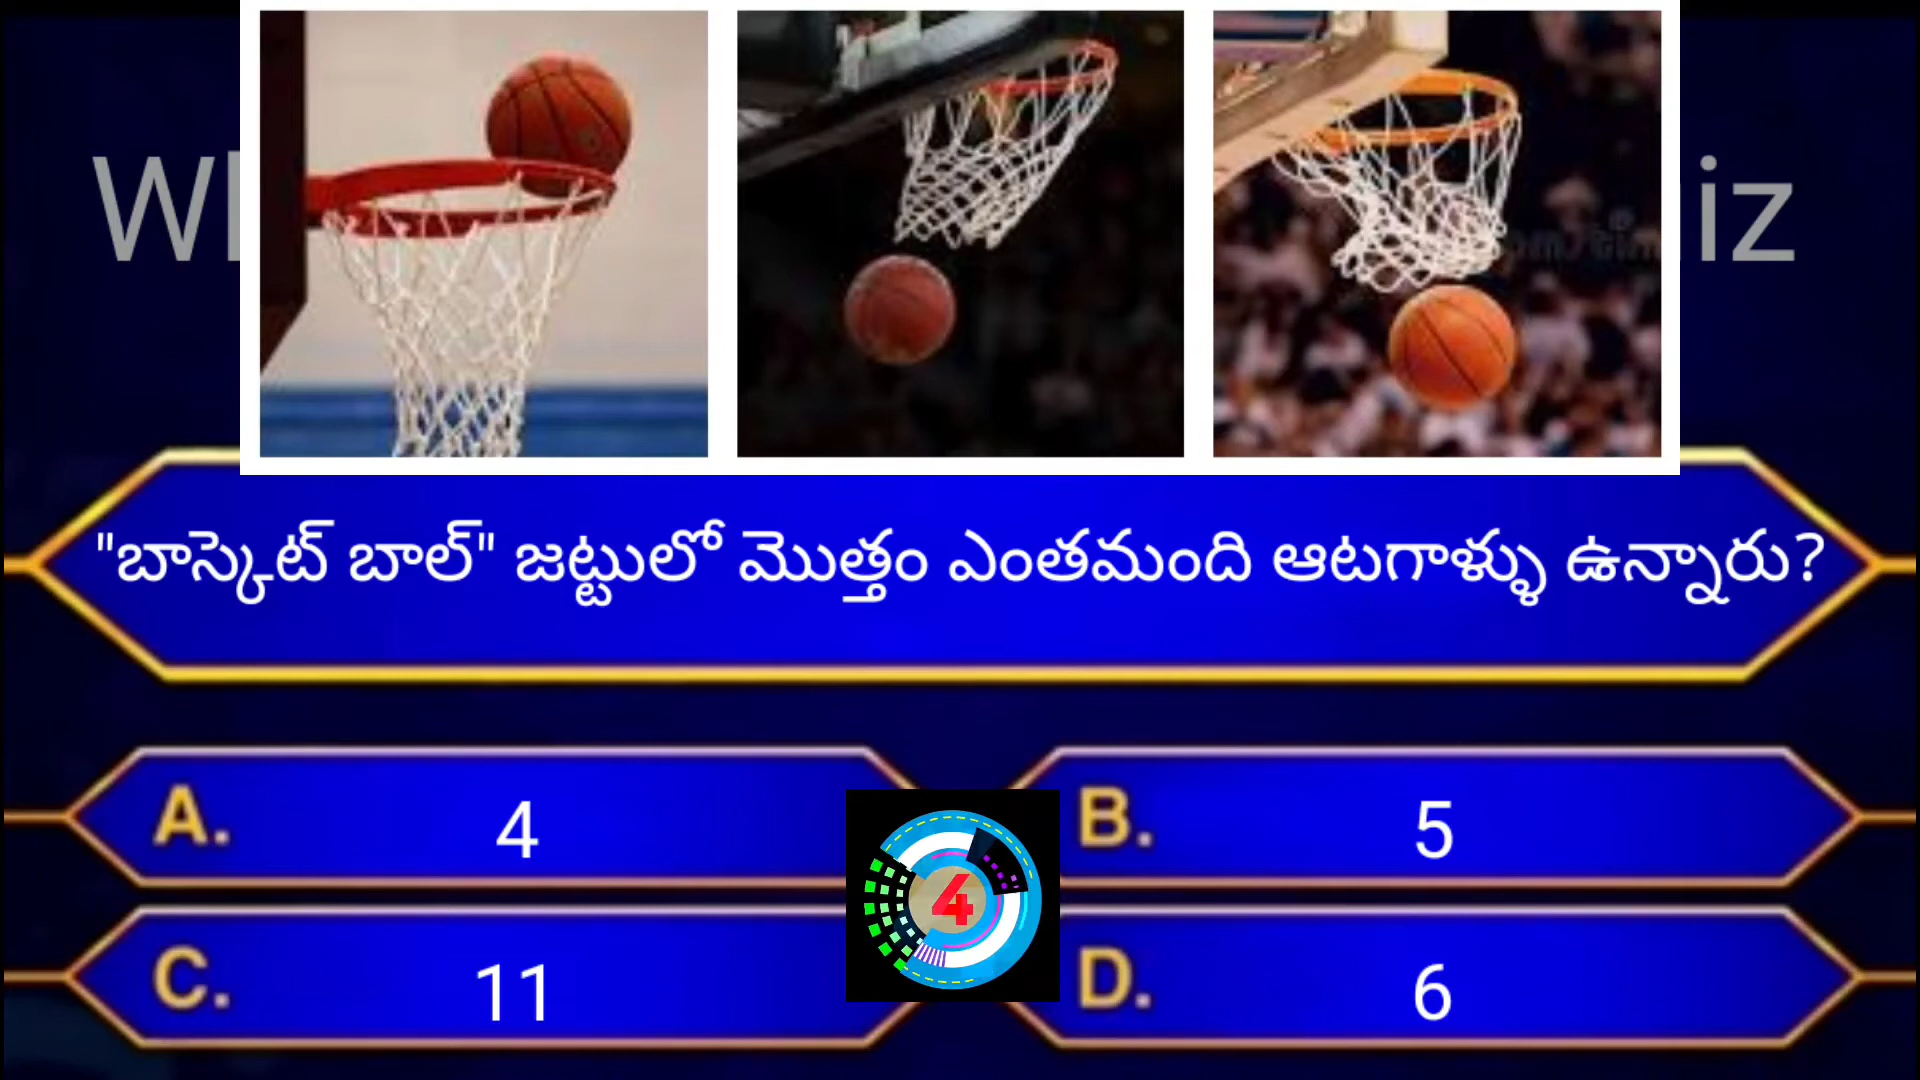 "బాస్కెట్ బాల్" జట్టులో మొత్తం ఎంతమంది ఆటగాళ్ళు ఉన్నారు?
A. 4
B. 5
4
C. 11
D. 6